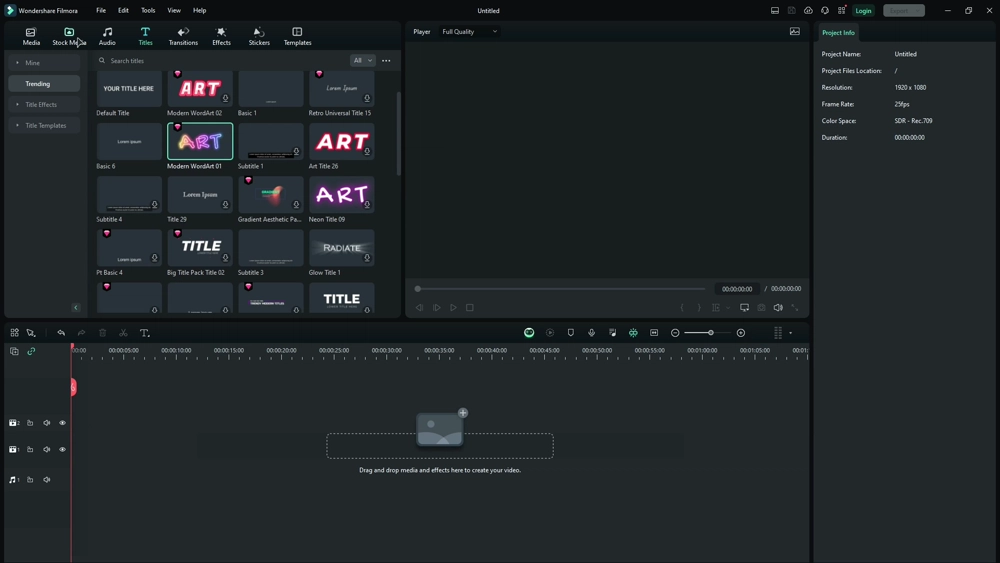 Wondershare Filmora File Edit Tools View Help Untitled Login Export
Media Stock Media Audio Titles Transitions Effects Stickers Templates
Player Full Quality
Project Info
Mine
Trending
Title Effects
Title Templates
Search titles All
YOUR TITLE HERE ART Lorem Ipsum
Default Title Modern WordArt 02 Basic 1 Retro Universal Title 15
Lorem ipsum ART ART
Basic 6 Modern WordArt 01 Subtitle 1 Art Title 26
Lorem Ipsum ART
Subtitle 4 Title 29 Gradient Aesthetic Pa... Neon Title 09
Lorem ipsum TITLE RADIATE
Pt Basic 4 Big Title Pack Title 02 Subtitle 3 Glow Title 1
TITLE
Project Name: Untitled
Project Files Location: /
Resolution: 1920 x 1080
Frame Rate: 25fps
Color Space: SDR - Rec.709
Duration: 00:00:00:00
00:00:00:00 / 00:00:00:00
:00:00 00:00:05:00 00:00:10:00 00:00:15:00 00:00:20:00 00:00:25:00 00:00:30:00 00:00:35:00 00:00:40:00 00:00:45:00 00:00:50:00 00:00:55:00 00:01:00:00 00:01:05:00 00:01:
2
1
1
Drag and drop media and effects here to create your video.